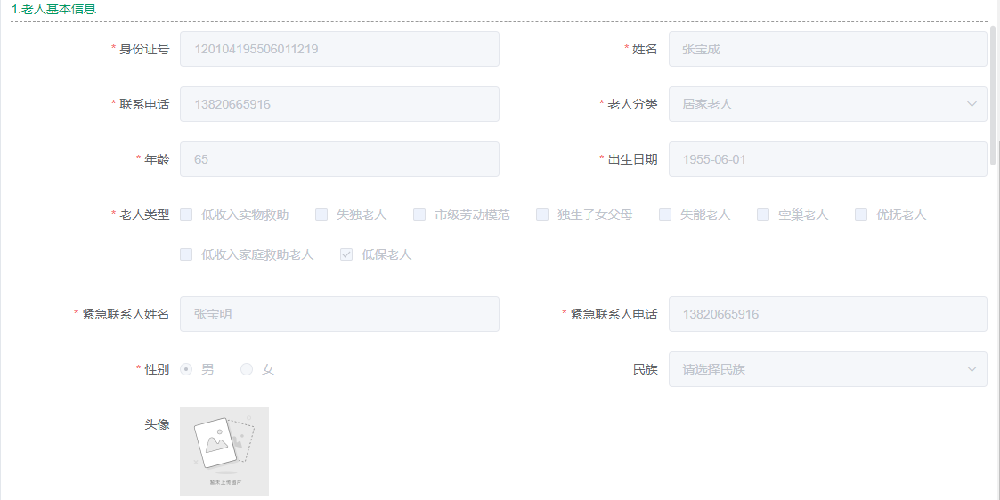 1.老人基本信息
* 身份证号 120104195506011219 * 姓名 张宝成
* 联系电话 13820665916 * 老人分类 居家老人
* 年龄 65 * 出生日期 1955-06-01
* 老人类型 低收入实物救助 失独老人 市级劳动模范 独生子女父母 失能老人 空巢老人 优抚老人
低收入家庭救助老人 低保老人
* 紧急联系人姓名 张宝明 * 紧急联系人电话 13820665916
* 性别 男 女 民族 请选择民族
头像
暂未上传图片